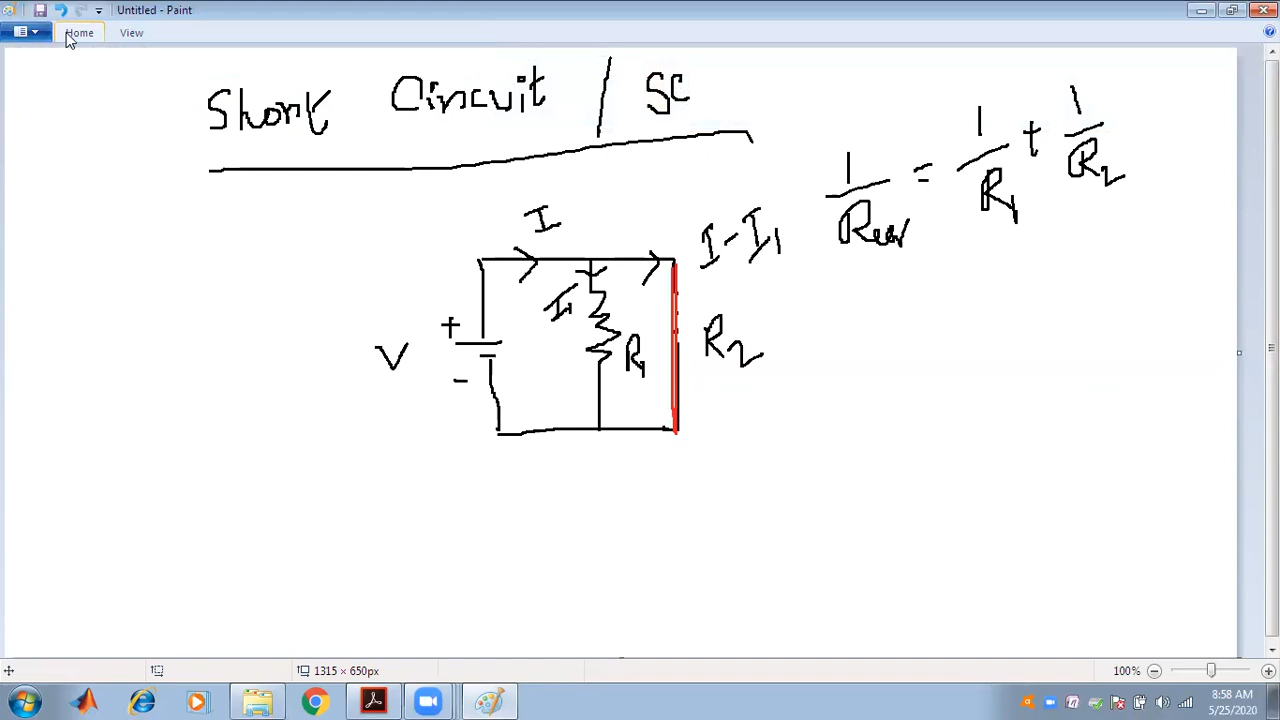 Untitled - Paint
Home View
Short Circuit / SC
1/R = 1/R1 + 1/R2
I
I-I1
I1
+
V
-
R1
R2
1315 × 650px
100%
8:58 AM
5/25/2020